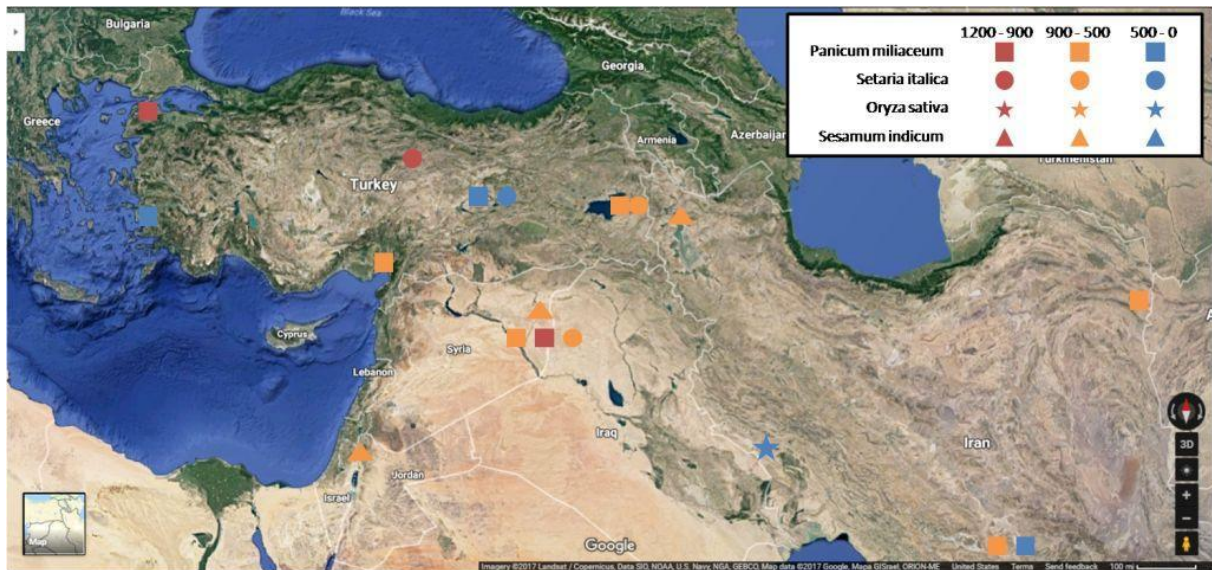 Bulgaria
Black Sea
Georgia
Greece
Armenia
Azerbaijan
Turkmenistan
Turkey
Cyprus
Syria
Lebanon
Iraq
Iran
Israel
Jordan
A
1200 - 900 900 - 500 500 - 0
Panicum miliaceum
Setaria italica
Oryza sativa
Sesamum indicum
3D
+
−
Map
Google
Imagery ©2017 Landsat / Copernicus, Data SIO, NOAA, U.S. Navy, NGA, GEBCO, Map data ©2017 Google, Mapa GISrael, ORION-ME United States Terms Send feedback 100 mi